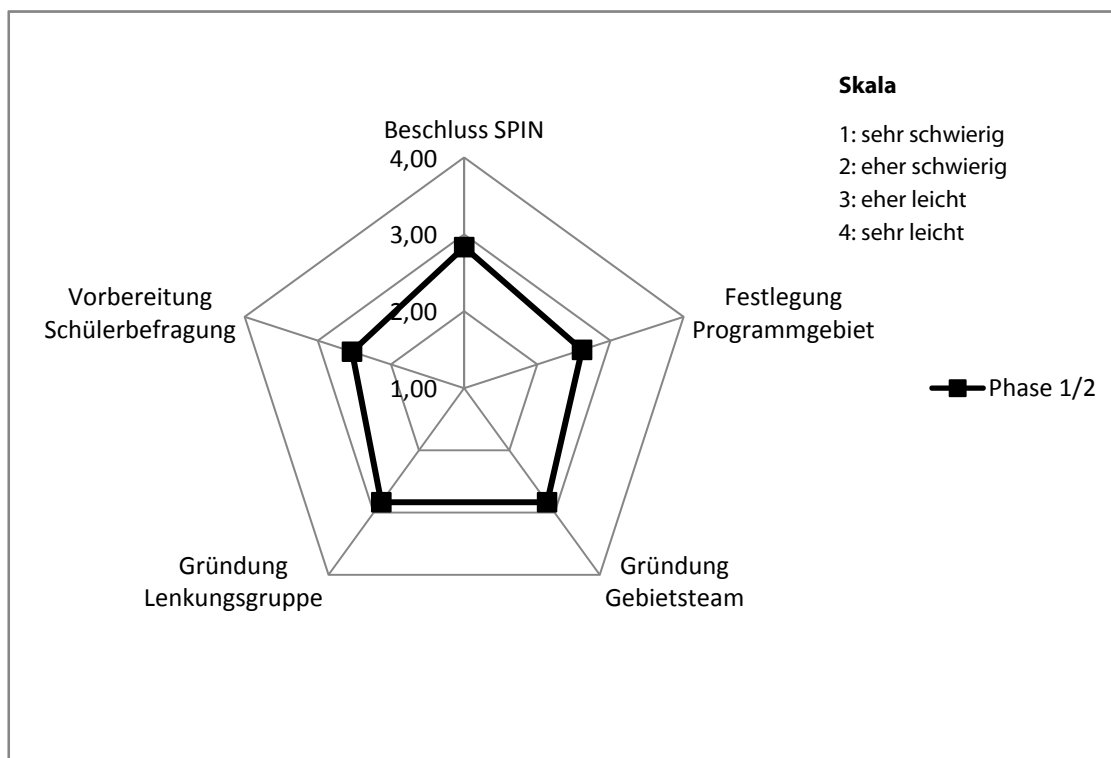 Skala
1: sehr schwierig
2: eher schwierig
3: eher leicht
4: sehr leicht
Beschluss SPIN
4,00
3,00
2,00
1,00
Festlegung
Programmgebiet
Gründung
Gebietsteam
Gründung
Lenkungsgruppe
Vorbereitung
Schülerbefragung
Phase 1/2